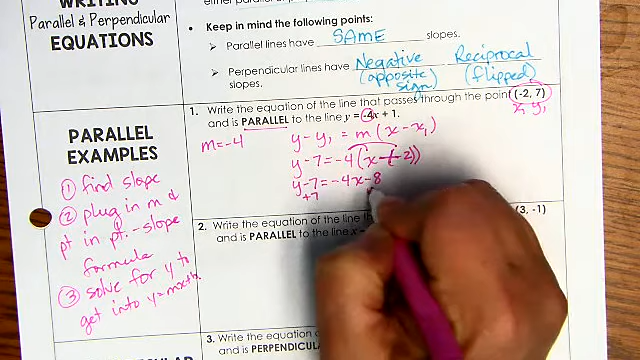 WRITING
Parallel & Perpendicular
EQUATIONS
Keep in mind the following points:
Parallel lines have SAME slopes.
Perpendicular lines have Negative Reciprocal
slopes. (opposite sign) (flipped)
PARALLEL
EXAMPLES
① find slope
② plug in m &
pt in pt. - slope
formula
③ solve for y to
get into y=mx+b.
1. Write the equation of the line that passes through the point (-2, 7)
and is PARALLEL to the line y = -4x + 1.
x₁ y₁
m=-4
y - y₁ = m(x - x₁)
y - 7 = -4(x - (-2))
y - 7 = -4x - 8
+7
2. Write the equation of the line
(3, -1)
and is PARALLEL to the line
3. Write the equation
and is PERPENDICULAR